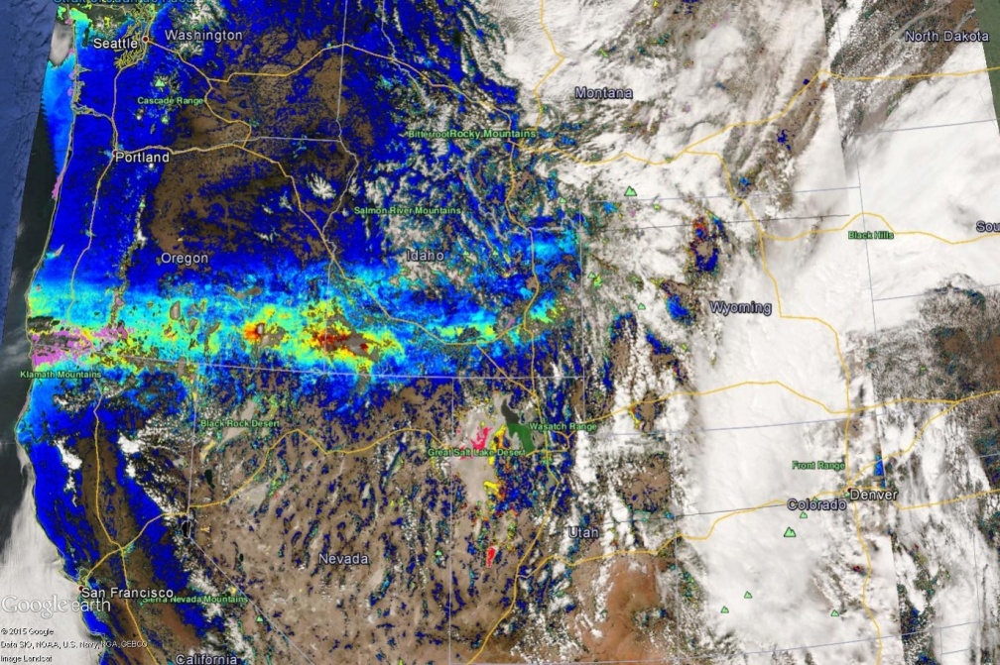 Seattle
Washington
North Dakota
Montana
Cascade Range
Bitterroot
Rocky Mountains
Portland
Salmon River Mountains
Sou
Black Hills
Oregon
Idaho
Wyoming
Klamath Mountains
Black Rock Desert
Wasatch Range
Great Salt Lake Desert
Front Range
Denver
Colorado
Utah
Nevada
San Francisco
Sierra Nevada Mountains
Google earth
© 2015 Google
Data SIO, NOAA, U.S. Navy, NGA, GEBCO
Image Landsat
California